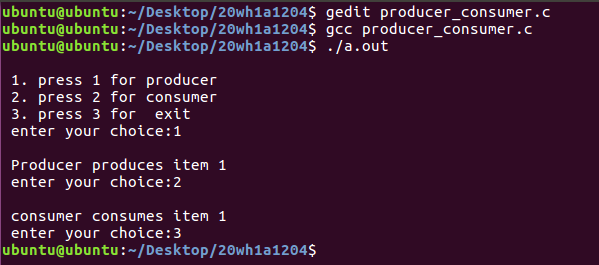 ubuntu@ubuntu:~/Desktop/20wh1a1204$ gedit producer_consumer.c
ubuntu@ubuntu:~/Desktop/20wh1a1204$ gcc producer_consumer.c
ubuntu@ubuntu:~/Desktop/20wh1a1204$ ./a.out
1. press 1 for producer
2. press 2 for consumer
3. press 3 for  exit
enter your choice:1
Producer produces item 1
enter your choice:2
consumer consumes item 1
enter your choice:3
ubuntu@ubuntu:~/Desktop/20wh1a1204$